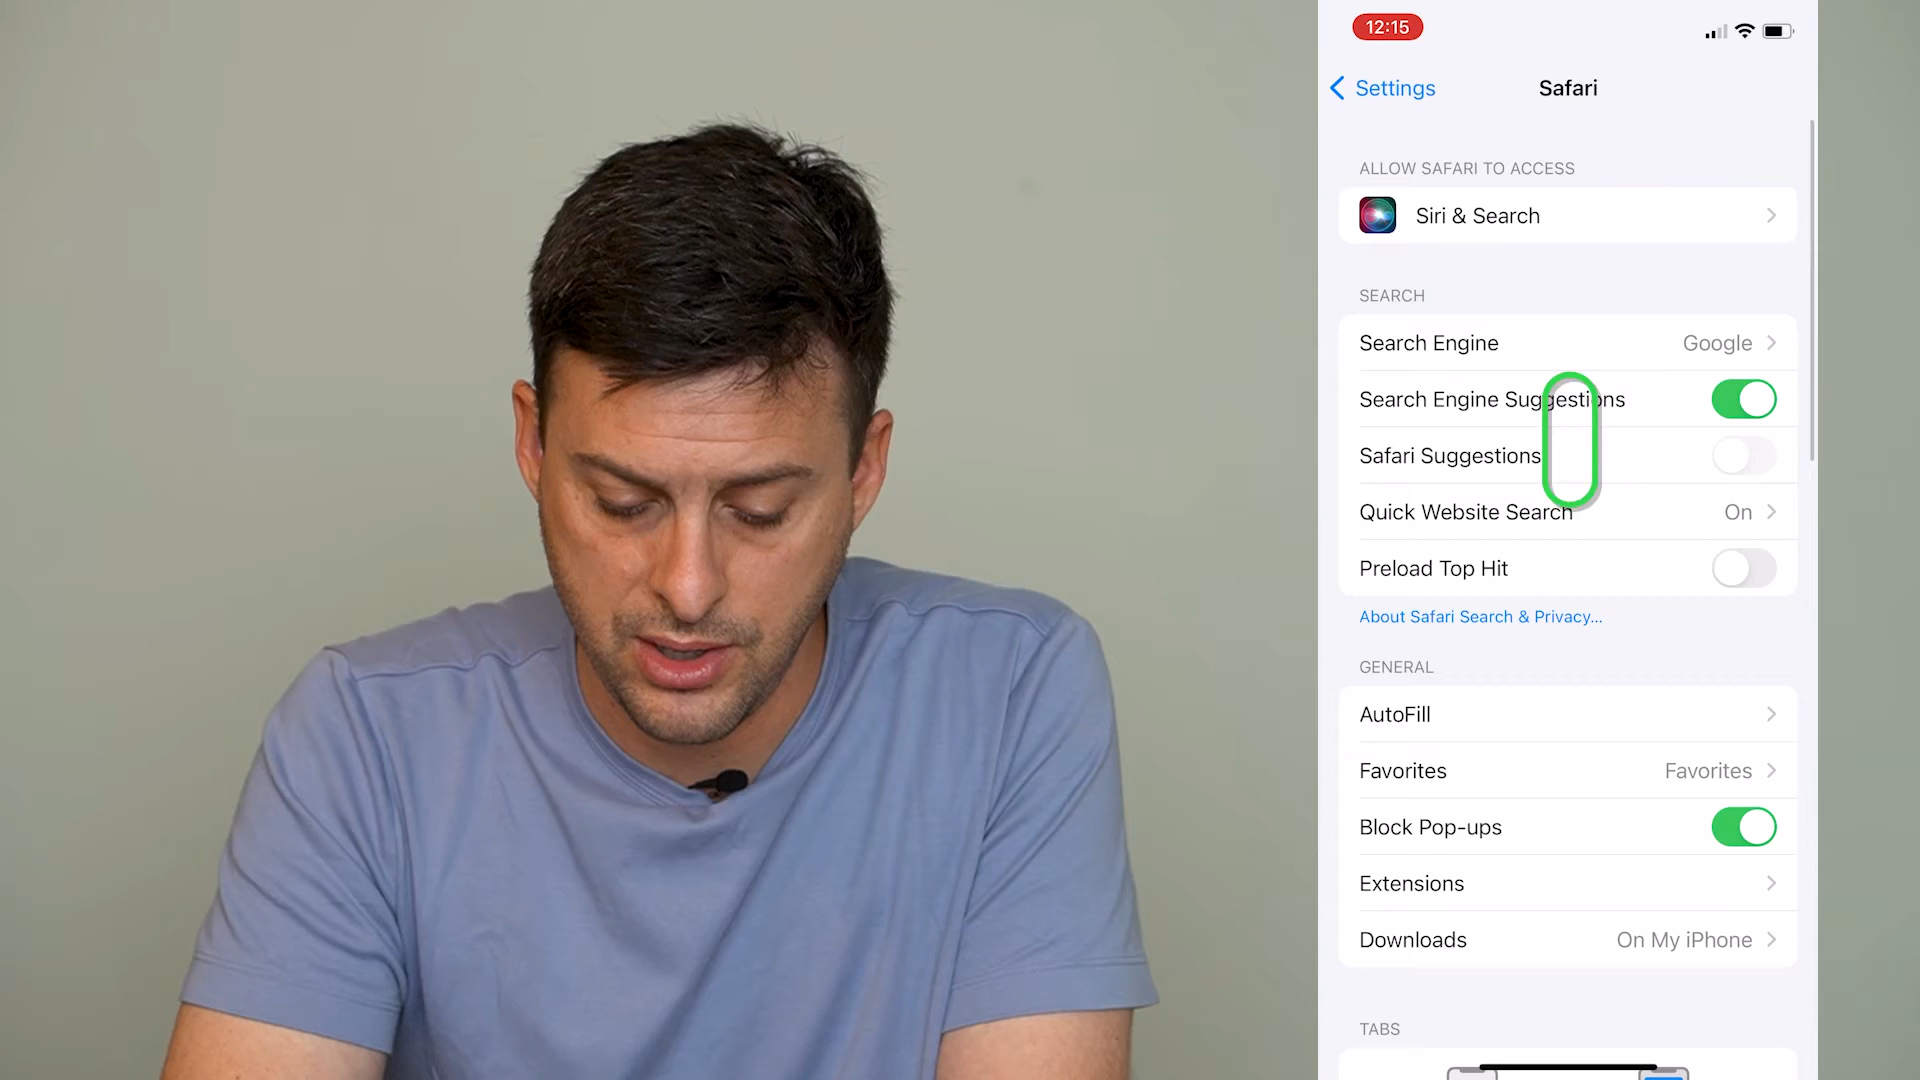 12:15
Settings
Safari
ALLOW SAFARI TO ACCESS
Siri & Search
SEARCH
Search Engine Google
Search Engine Suggestions
Safari Suggestions
Quick Website Search On
Preload Top Hit
About Safari Search & Privacy...
GENERAL
AutoFill
Favorites Favorites
Block Pop-ups
Extensions
Downloads On My iPhone
TABS